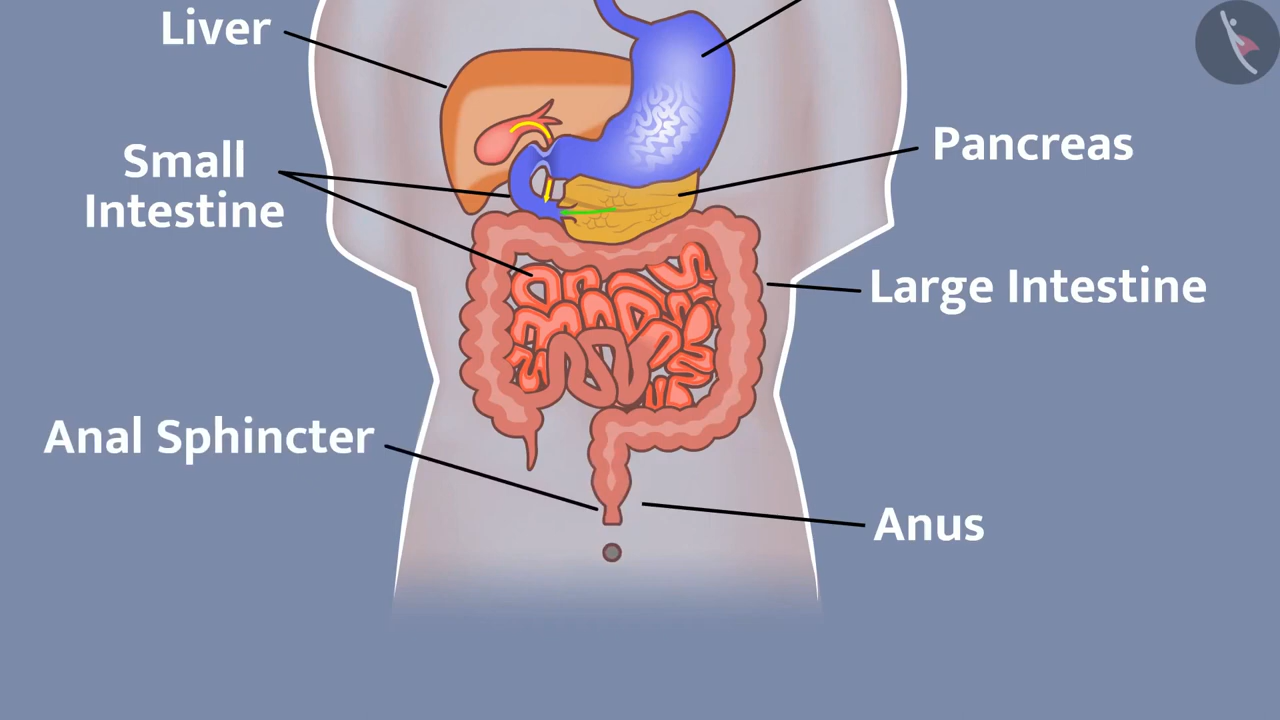 Liver
Small
Intestine
Pancreas
Large Intestine
Anal Sphincter
Anus